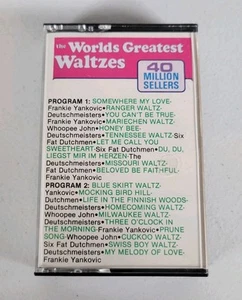 the Worlds Greatest
Waltzes
40
MILLION
SELLERS
PROGRAM 1: SOMEWHERE MY LOVE-
Frankie Yankovic•RANGER WALTZ-
Deutschmeisters•YOU CAN'T BE TRUE-
Frankie Yankovic•MARIECHEN WALTZ-
Whoopee John•HONEY BEE-
Deutschmeisters•TENNESSEE WALTZ-Six
Fat Dutchmen•LET ME CALL YOU
SWEETHEART-Six Fat Dutchmen•DU, DU,
LIEGST MIR IM HERZEN-The
Deutschmeisters•MISSOURI WALTZ-
Deutschmeisters•BELOVED BE FAITHFUL-
Frankie Yankovic
PROGRAM 2: BLUE SKIRT WALTZ-
Yankovic•MOCKING BIRD HILL-
Dutchmen•LIFE IN THE FINNISH WOODS-
Deutschmeisters•HOMECOMING WALTZ-
Whoopee John•MILWAUKEE WALTZ-
Deutschmeisters•THREE O'CLOCK IN
THE MORNING-Frankie Yankovic•PRUNE
SONG-Whoopee John•CUCKOO WALTZ-
Six Fat Dutchmen•SWISS BOY WALTZ-
Deutschmeisters•MY MELODY OF LOVE-
Frankie Yankovic